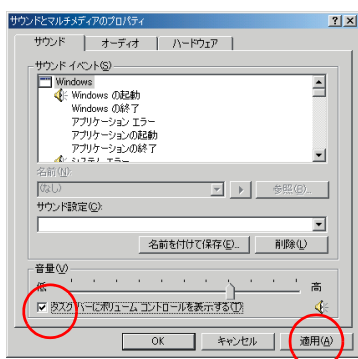 サウンドとマルチメディアのプロパティ
サウンド オーディオ ハードウェア
サウンド イベント(S)
Windows
Windows の起動
Windows の終了
アプリケーション エラー
アプリケーションの起動
アプリケーションの終了
システム エラー
名前(N):
(なし) 参照(B)...
サウンド設定(C):
名前を付けて保存(E)... 削除(L)
音量(V)
低 高
タスク バーにボリューム コントロールを表示する(T)
OK キャンセル 適用(A)